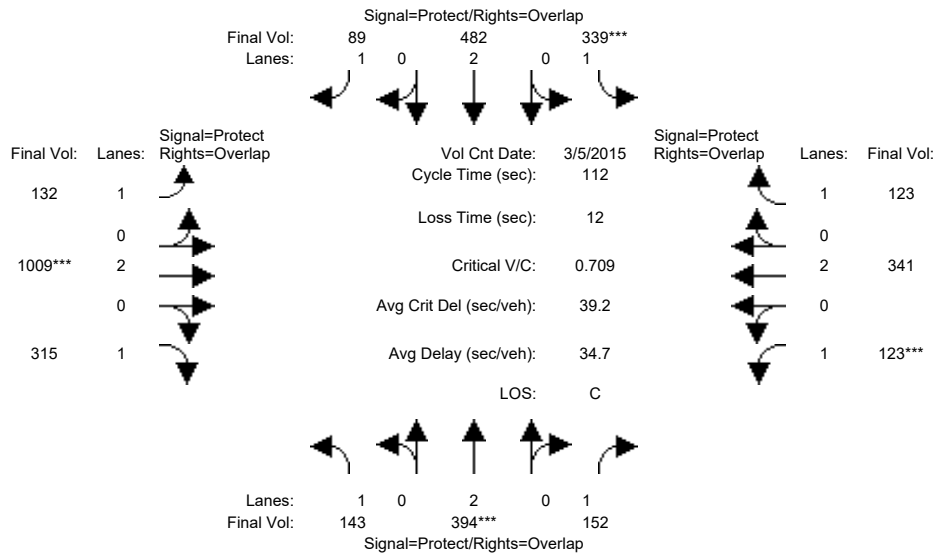 Signal=Protect/Rights=Overlap
Final Vol: 89 482 339***
Lanes: 1 0 2 0 1
Signal=Protect
Final Vol: Lanes: Rights=Overlap
Vol Cnt Date: 3/5/2015
Signal=Protect
Rights=Overlap Lanes: Final Vol:
Cycle Time (sec): 112
132 1
1 123
Loss Time (sec): 12
0
0
1009*** 2
Critical V/C: 0.709
2 341
0
Avg Crit Del (sec/veh): 39.2
0
315 1
Avg Delay (sec/veh): 34.7
1 123***
LOS: C
Lanes: 1 0 2 0 1
Final Vol: 143 394*** 152
Signal=Protect/Rights=Overlap